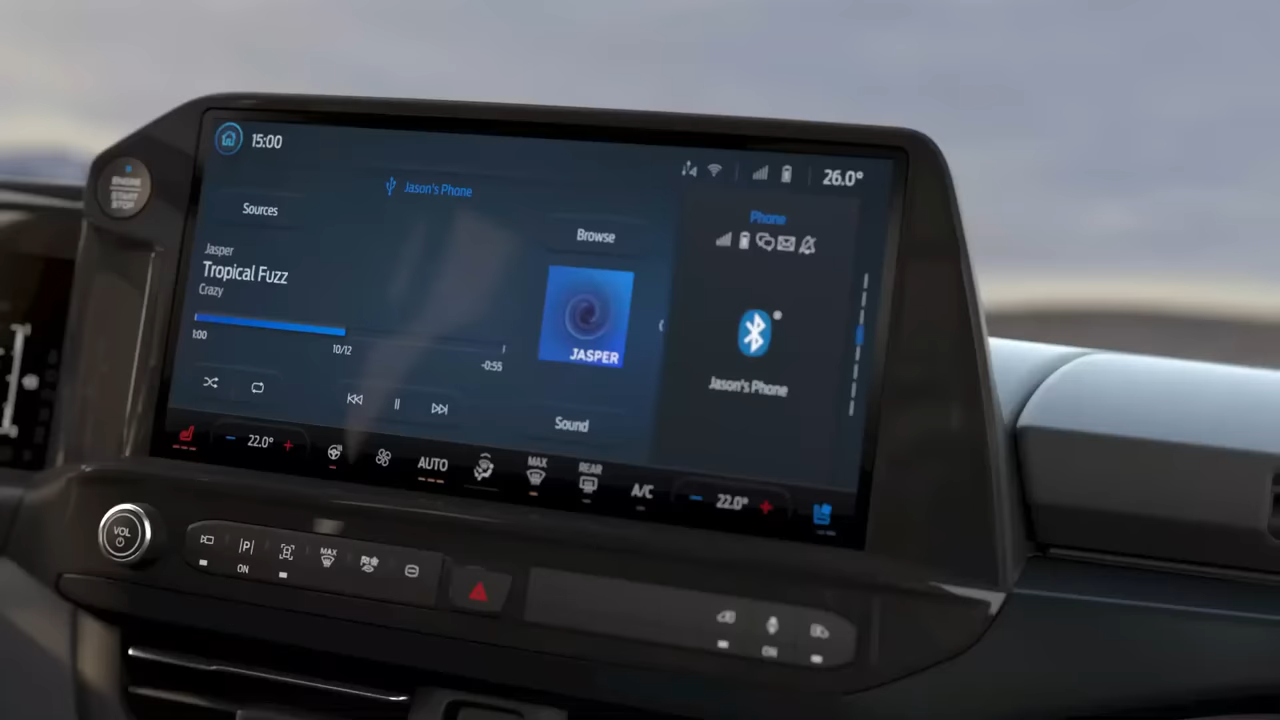 15:00
26.0°
ENGINE
START
STOP
Jason's Phone
Sources
Browse
Phone
Jasper
Tropical Fuzz
Crazy
1:00
10/12
-0:55
JASPER
Jason's Phone
Sound
22.0°
AUTO
MAX
REAR
A/C
22.0°
VOL
P
ON
MAX
ON